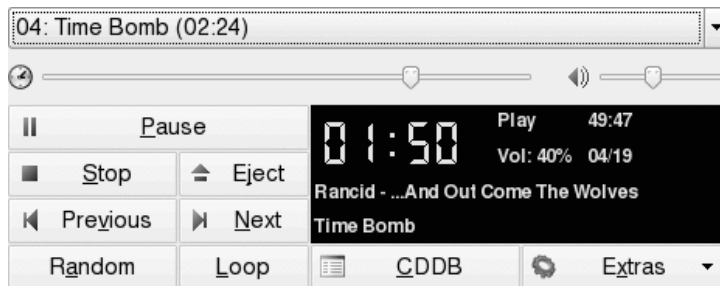 04: Time Bomb (02:24)
Pause
Stop
Eject
Previous
Next
Random
Loop
01:50
Play 49:47
Vol: 40% 04/19
Rancid - ...And Out Come The Wolves
Time Bomb
CDDB
Extras